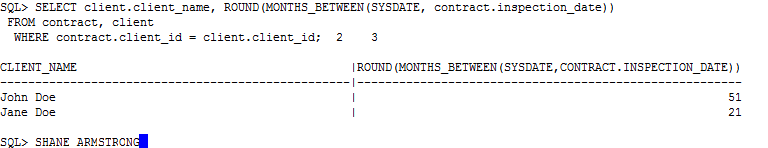 SQL> SELECT client.client_name, ROUND(MONTHS_BETWEEN(SYSDATE, contract.inspection_date))
FROM contract, client
WHERE contract.client_id = client.client_id;  2    3
CLIENT_NAME |ROUND(MONTHS_BETWEEN(SYSDATE,CONTRACT.INSPECTION_DATE))
--------------------------------------------------|-------------------------------------------------------
John Doe | 51
Jane Doe | 21
SQL> SHANE ARMSTRONG